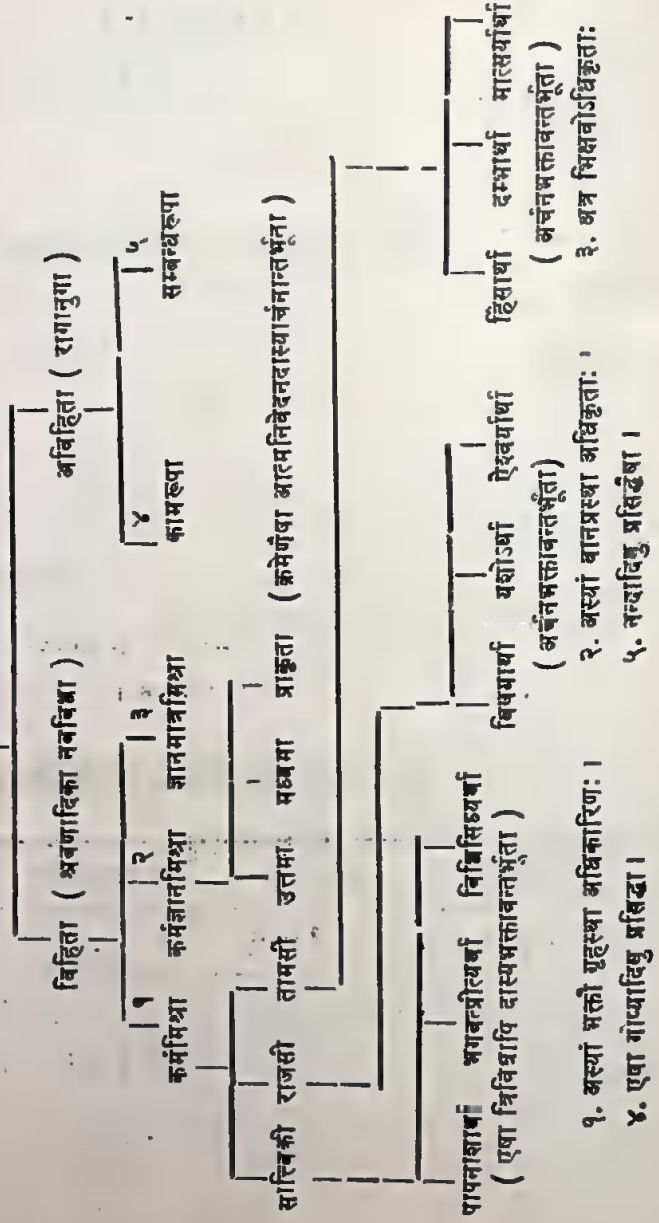 विहिता ( श्रवणादिका नवविधा ) अविहिता ( रागानुगा )
१ २ ३ ४ ५
कर्ममिश्रा कर्मज्ञानमिश्रा ज्ञानमात्रमिश्रा कामरूपा सम्बन्धरूपा
सात्त्विकी राजसी तामसी उत्तमा मध्यमा प्राकृता ( क्रमेणैषा आत्मनिवेदनदास्यार्चनान्तर्भूता )
पापनाशार्था भगवत्प्रीत्यर्था विधिसिद्ध्यर्था विषयार्था यशोऽर्था ऐश्वर्यार्था हिंसार्था दम्भार्था मात्सर्यार्था
( एषा त्रिविधापि दास्यभक्तावन्तर्भूता ) ( अर्चनभक्तावन्तर्भूता) ( अर्चनभक्तावन्तर्भूता )
१. अस्यां भक्तौ गृहस्था अधिकारिणः । २. अस्यां वानप्रस्था अधिकृताः । ३. अत्र भिक्षवोऽधिकृताः
४. एषा गोप्यादिषु प्रसिद्धा । ५. नन्दादिषु प्रसिद्धैषा ।